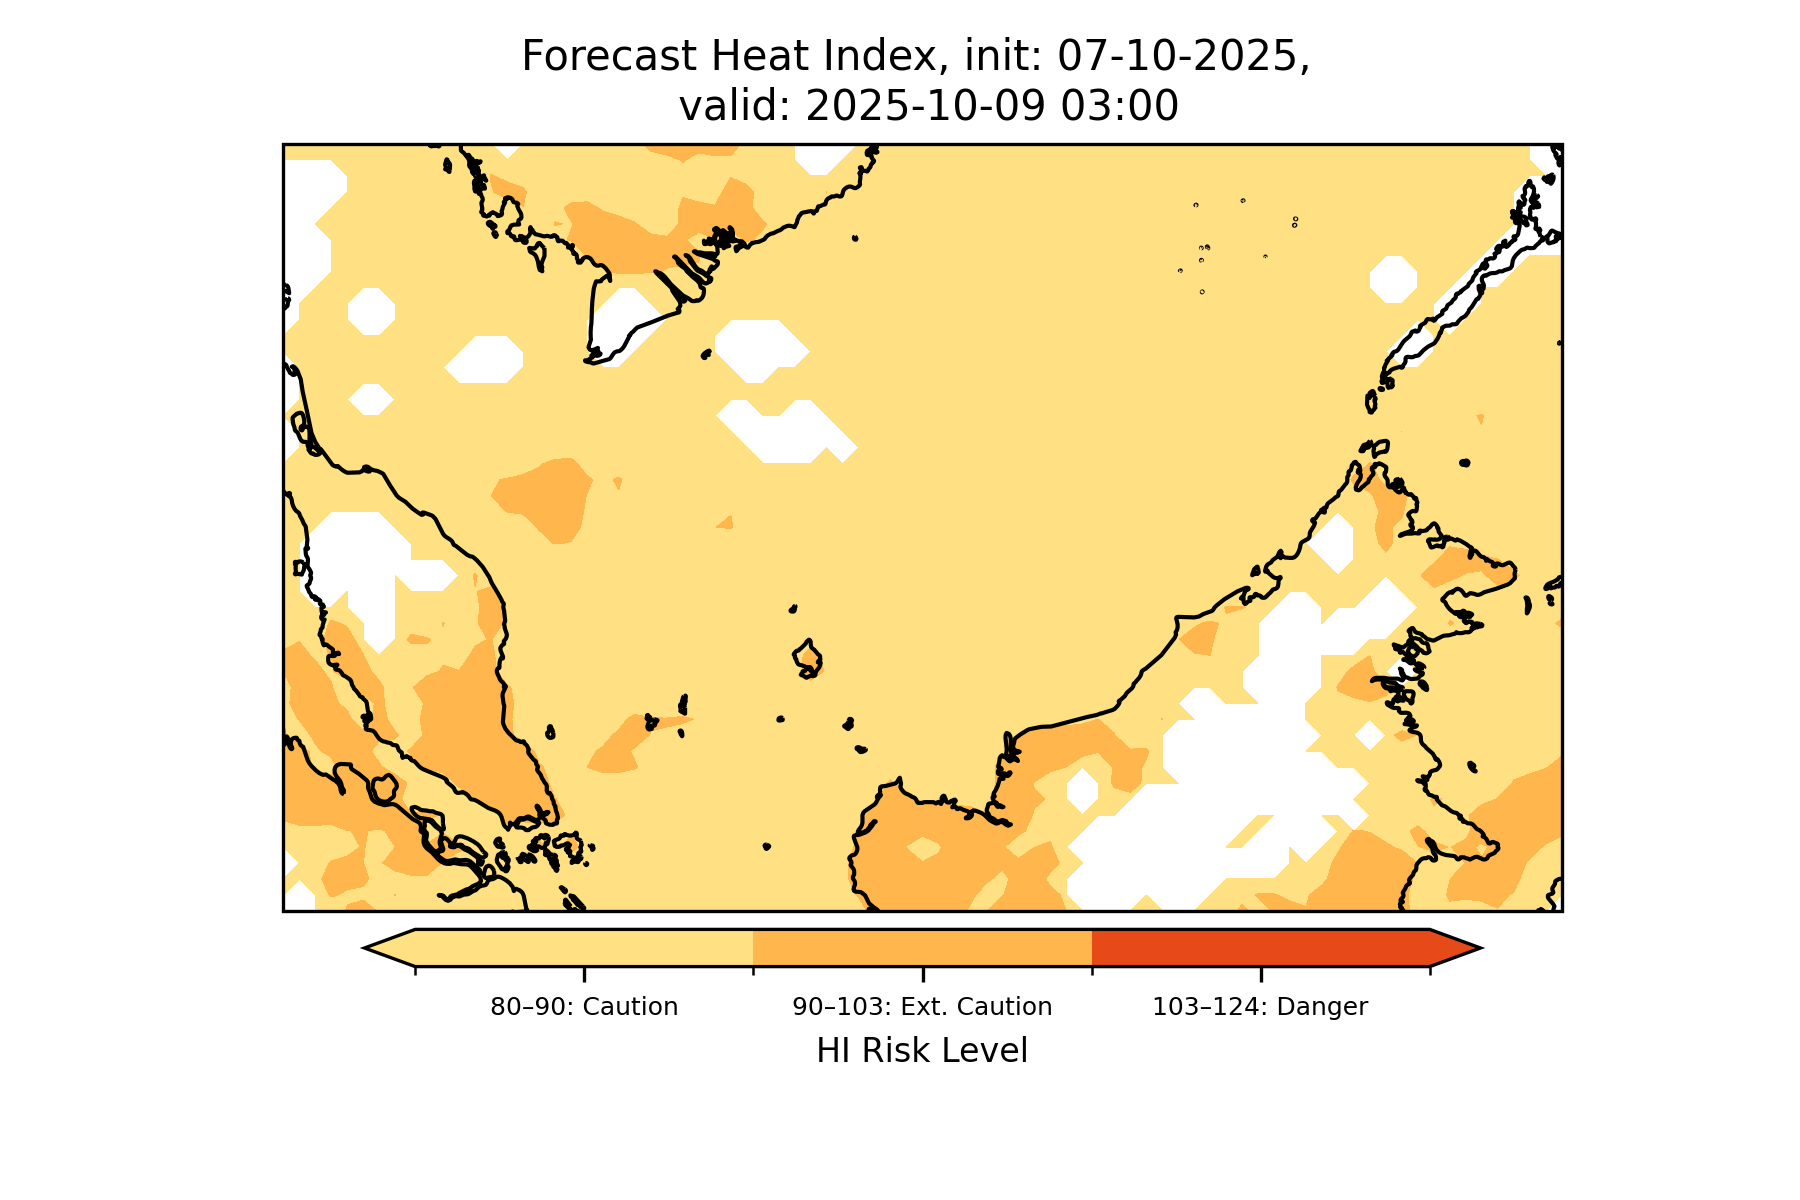 Forecast Heat Index, init: 07-10-2025,
valid: 2025-10-09 03:00
80–90: Caution
90–103: Ext. Caution
103–124: Danger
HI Risk Level